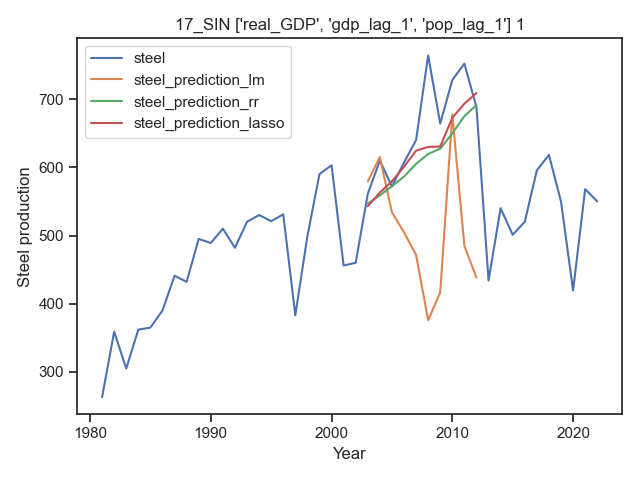 17_SIN ['real_GDP', 'gdp_lag_1', 'pop_lag_1'] 1
steel
steel_prediction_lm
steel_prediction_rr
steel_prediction_lasso
Steel production
700
600
500
400
300
1980
1990
2000
2010
2020
Year